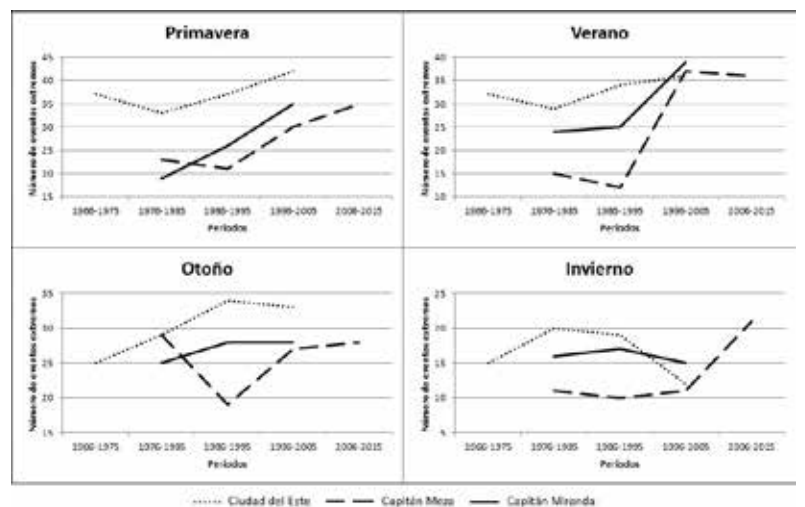 Primavera
Número de eventos extremos
45
40
35
30
25
20
15
1966-1975 1976-1985 1986-1995 1996-2005 2006-2015
Períodos
Verano
Número de eventos extremos
45
40
35
30
25
20
15
10
1966-1975 1976-1985 1986-1995 1996-2005 2006-2015
Períodos
Otoño
Número de eventos extremos
35
30
25
20
15
1966-1975 1976-1985 1986-1995 1996-2005 2006-2015
Períodos
Invierno
Número de eventos extremos
25
20
15
10
5
1966-1975 1976-1985 1986-1995 1996-2005 2006-2015
Períodos
Ciudad del Este Capitán Meza Capitán Miranda